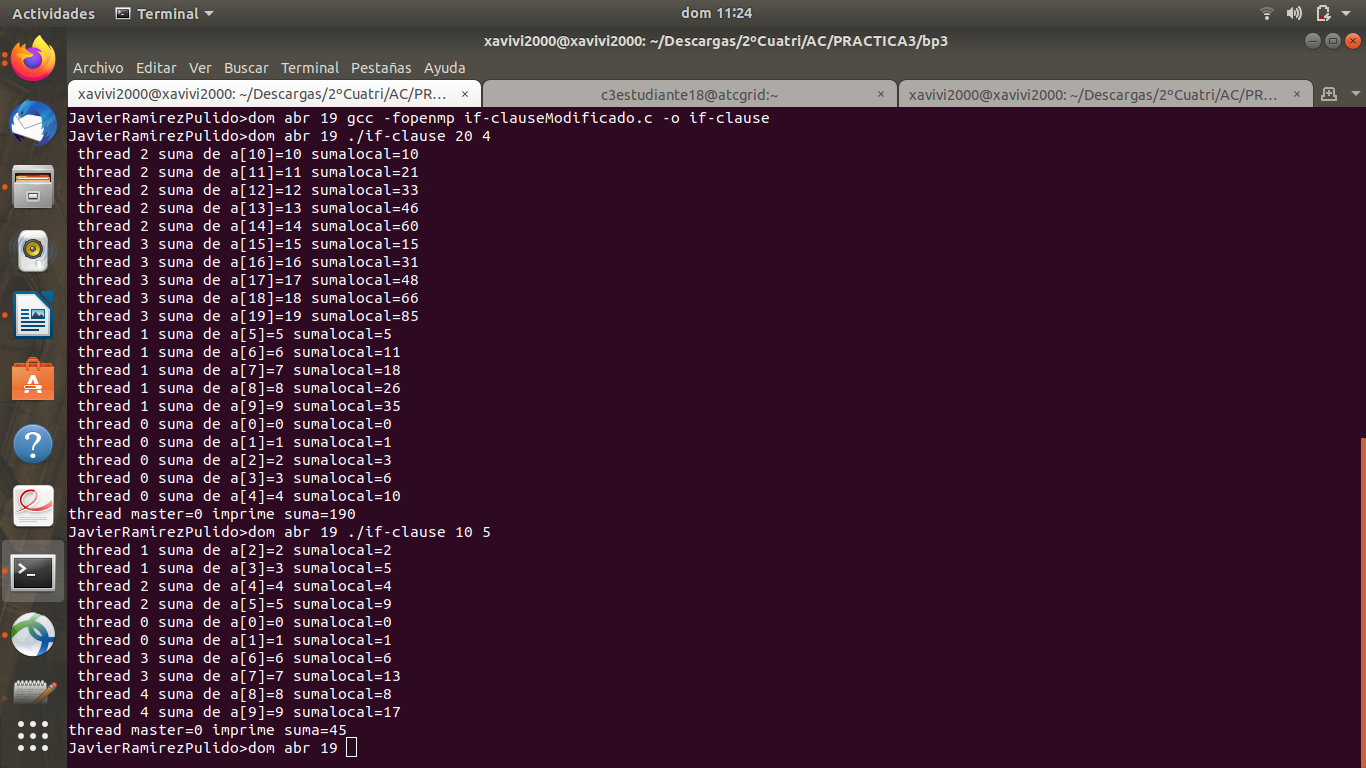 Actividades Terminal dom 11:24
xavivi2000@xavivi2000: ~/Descargas/2ºCuatri/AC/PRACTICA3/bp3
Archivo Editar Ver Buscar Terminal Pestañas Ayuda
xavivi2000@xavivi2000: ~/Descargas/2ºCuatri/AC/PR... × c3estudiante18@atcgrid:~ × xavivi2000@xavivi2000: ~/Descargas/2ºCuatri/AC/PR... ×
JavierRamirezPulido>dom abr 19 gcc -fopenmp if-clauseModificado.c -o if-clause
JavierRamirezPulido>dom abr 19 ./if-clause 20 4
thread 2 suma de a[10]=10 sumalocal=10
thread 2 suma de a[11]=11 sumalocal=21
thread 2 suma de a[12]=12 sumalocal=33
thread 2 suma de a[13]=13 sumalocal=46
thread 2 suma de a[14]=14 sumalocal=60
thread 3 suma de a[15]=15 sumalocal=15
thread 3 suma de a[16]=16 sumalocal=31
thread 3 suma de a[17]=17 sumalocal=48
thread 3 suma de a[18]=18 sumalocal=66
thread 3 suma de a[19]=19 sumalocal=85
thread 1 suma de a[5]=5 sumalocal=5
thread 1 suma de a[6]=6 sumalocal=11
thread 1 suma de a[7]=7 sumalocal=18
thread 1 suma de a[8]=8 sumalocal=26
thread 1 suma de a[9]=9 sumalocal=35
thread 0 suma de a[0]=0 sumalocal=0
thread 0 suma de a[1]=1 sumalocal=1
thread 0 suma de a[2]=2 sumalocal=3
thread 0 suma de a[3]=3 sumalocal=6
thread 0 suma de a[4]=4 sumalocal=10
thread master=0 imprime suma=190
JavierRamirezPulido>dom abr 19 ./if-clause 10 5
thread 1 suma de a[2]=2 sumalocal=2
thread 1 suma de a[3]=3 sumalocal=5
thread 2 suma de a[4]=4 sumalocal=4
thread 2 suma de a[5]=5 sumalocal=9
thread 0 suma de a[0]=0 sumalocal=0
thread 0 suma de a[1]=1 sumalocal=1
thread 3 suma de a[6]=6 sumalocal=6
thread 3 suma de a[7]=7 sumalocal=13
thread 4 suma de a[8]=8 sumalocal=8
thread 4 suma de a[9]=9 sumalocal=17
thread master=0 imprime suma=45
JavierRamirezPulido>dom abr 19